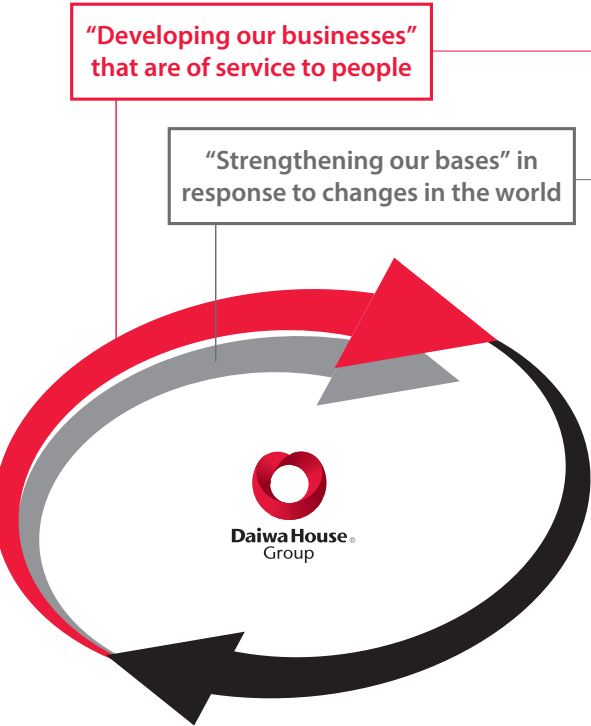 “Developing our businesses”
that are of service to people
“Strengthening our bases” in
response to changes in the world
Daiwa House®
Group